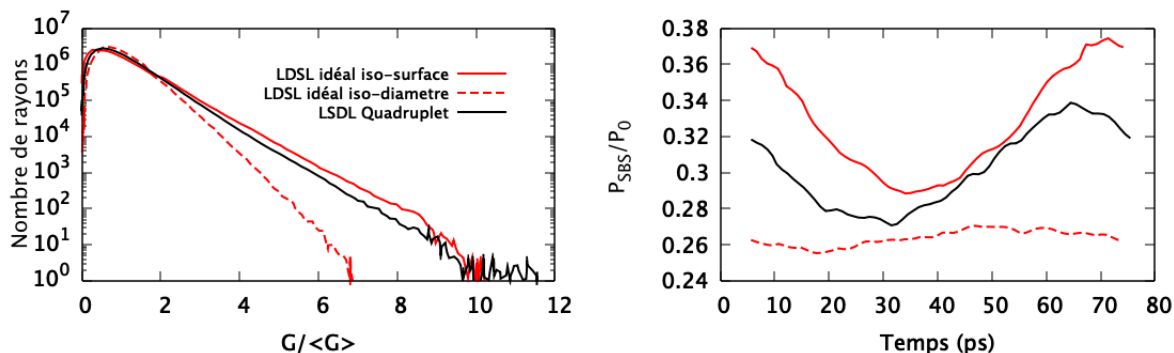 10^7
10^6
10^5
10^4
10^3
10^2
10^1
10^0
Nombre de rayons
LDSL idéal iso-surface
LDSL idéal iso-diamètre
LSDL Quadruplet
0 2 4 6 8 10 12
G/<G>
0.38
0.36
0.34
0.32
0.3
0.28
0.26
0.24
P_SBS/P_0
0 10 20 30 40 50 60 70 80
Temps (ps)